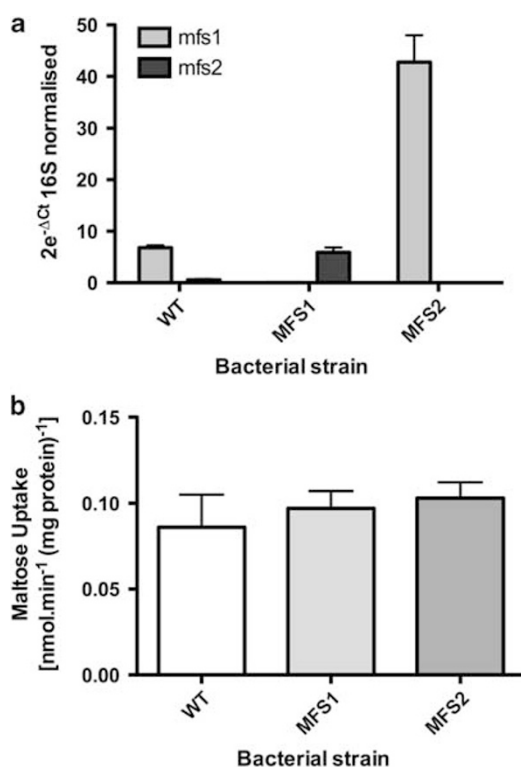 a
2e-ΔCt 16S normalised
50
40
30
20
10
0
mfs1
mfs2
WT
MFS1
MFS2
Bacterial strain
b
Maltose Uptake
[nmol.min-1 (mg protein)-1]
0.15
0.10
0.05
0.00
WT
MFS1
MFS2
Bacterial strain